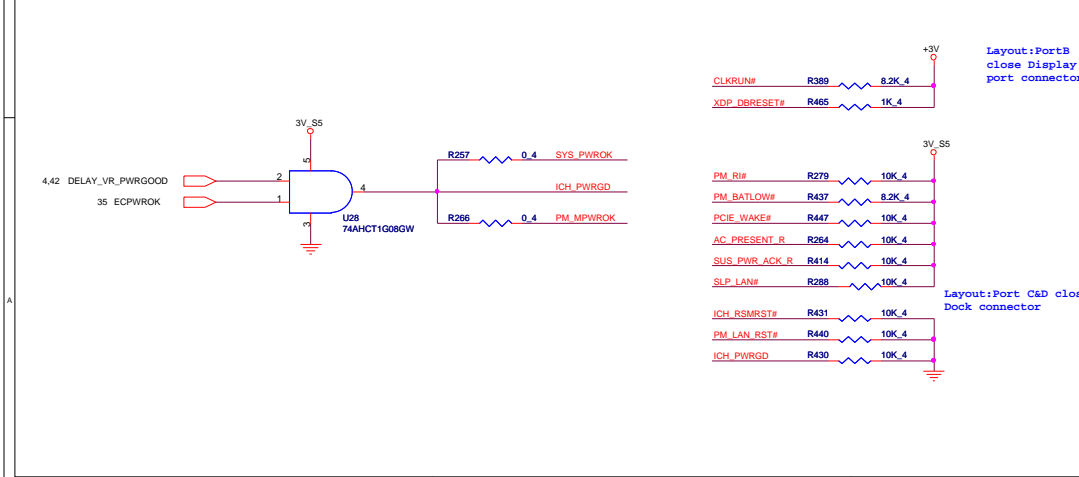 +3V
Layout:PortB
close Display
port connector
CLKRUN# R389 8.2K_4
XDP_DBRESET# R465 1K_4
3V_S5
5
4,42 DELAY_VR_PWRGOOD 2
35 ECPWROK 1
4
3
U28
74AHCT1G08GW
R257 0_4 SYS_PWROK
ICH_PWRGD
R266 0_4 PM_MPWROK
3V_S5
PM_RI# R279 10K_4
PM_BATLOW# R437 8.2K_4
PCIE_WAKE# R447 10K_4
AC_PRESENT_R R264 10K_4
SUS_PWR_ACK_R R414 10K_4
SLP_LAN# R288 10K_4
Layout:Port C&D clos
Dock connector
ICH_RSMRST# R431 10K_4
PM_LAN_RST# R440 10K_4
ICH_PWRGD R430 10K_4
A